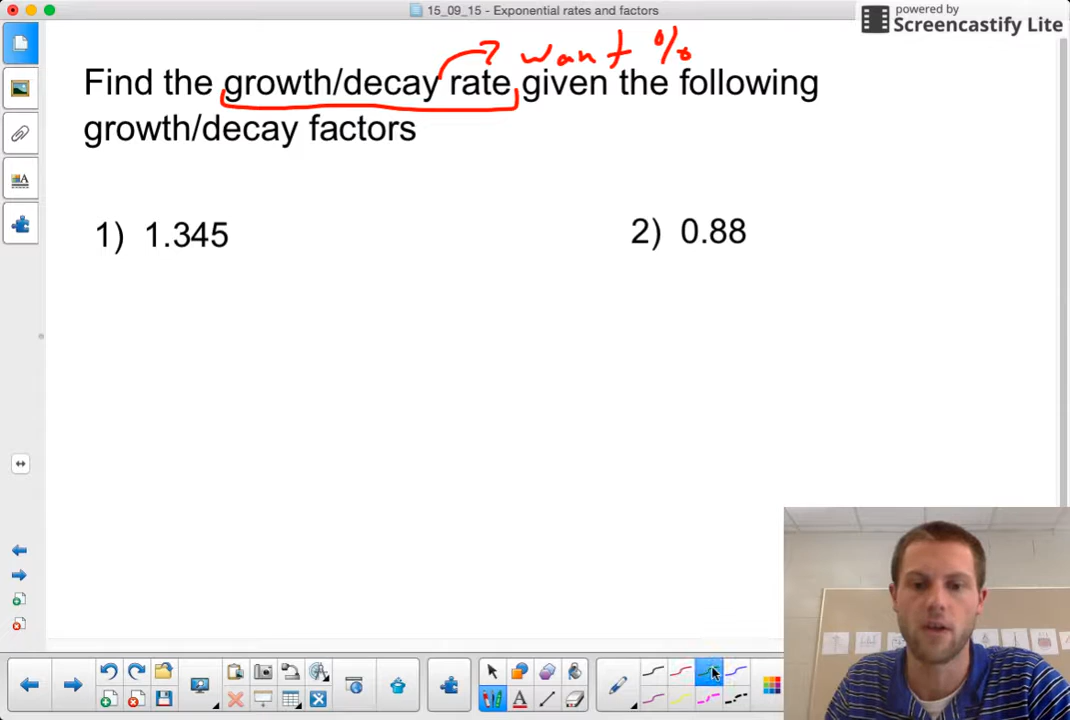 15_09_15 - Exponential rates and factors
powered by
Screencastify Lite
want %
Find the growth/decay rate given the following
growth/decay factors
1) 1.345
2) 0.88